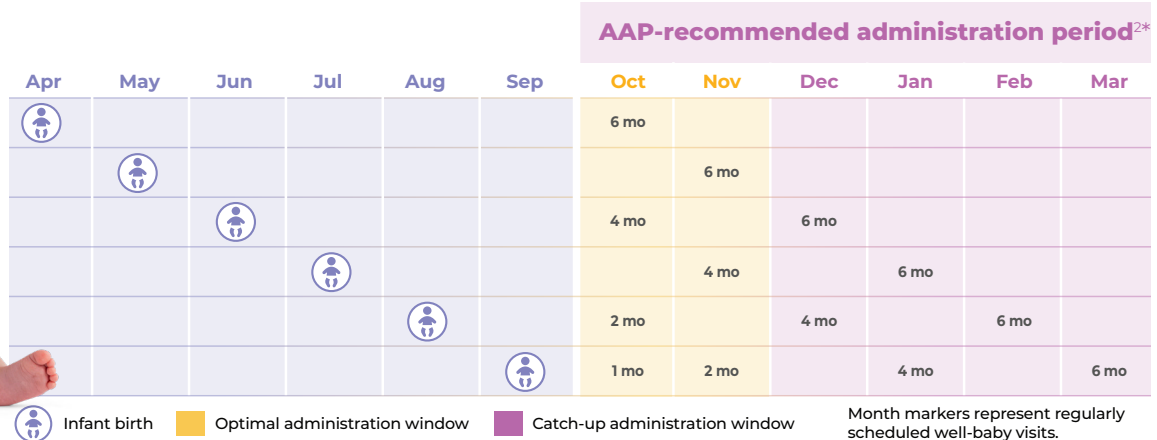 AAP-recommended administration period2*
Apr May Jun Jul Aug Sep Oct Nov Dec Jan Feb Mar
6 mo
6 mo
4 mo 6 mo
4 mo 6 mo
2 mo 4 mo 6 mo
1 mo 2 mo 4 mo 6 mo
Infant birth Optimal administration window Catch-up administration window Month markers represent regularly
scheduled well-baby visits.